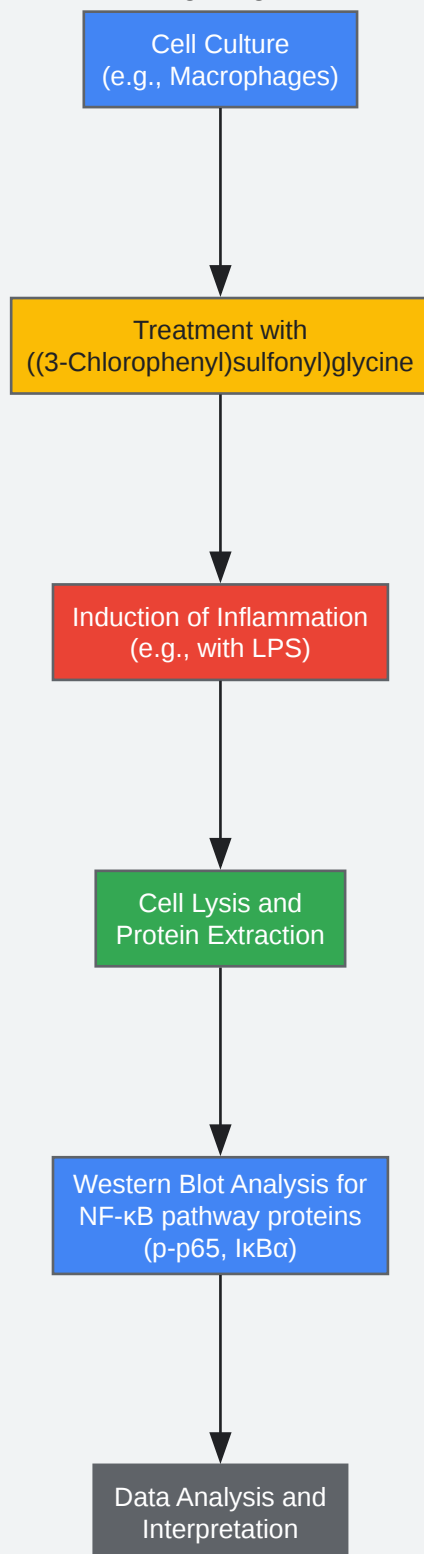 Cell Culture
(e.g., Macrophages)
Treatment with
((3-Chlorophenyl)sulfonyl)glycine
Induction of Inflammation
(e.g., with LPS)
Cell Lysis and
Protein Extraction
Western Blot Analysis for
NF-κB pathway proteins
(p-p65, IκBα)
Data Analysis and
Interpretation